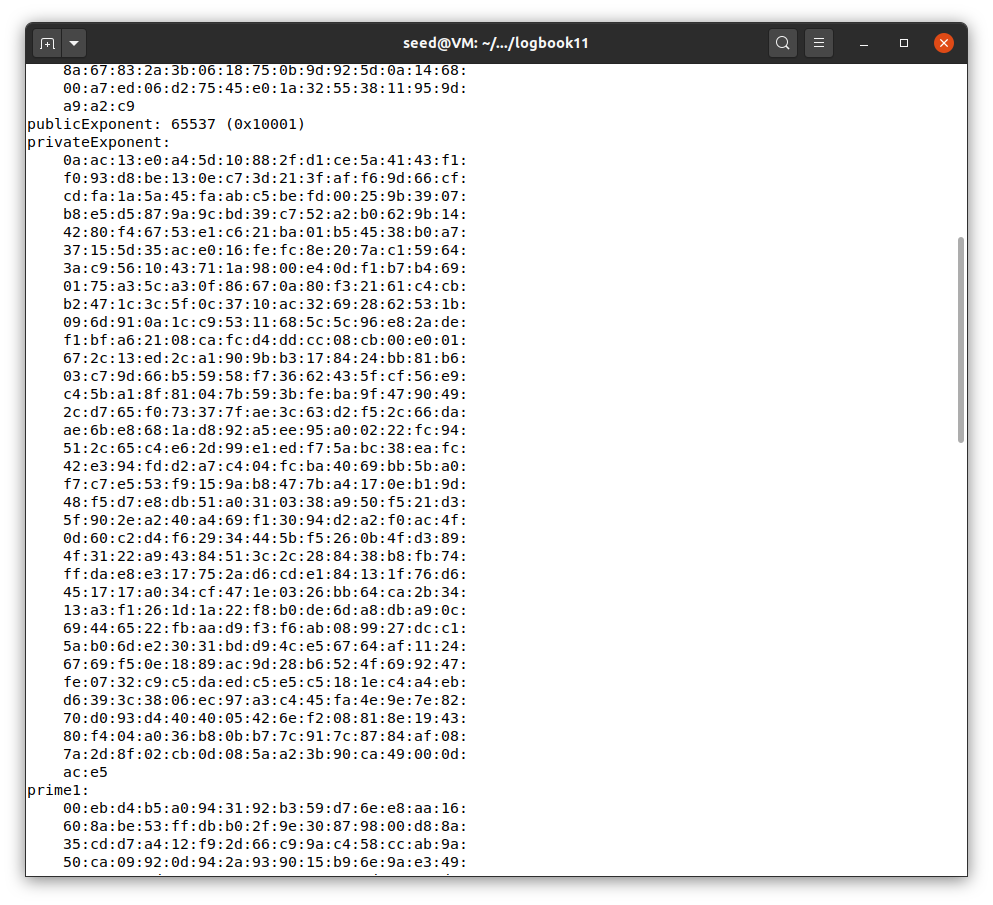 seed@VM: ~/.../logbook11
8a:67:83:2a:3b:06:18:75:0b:9d:92:5d:0a:14:68:
00:a7:ed:06:d2:75:45:e0:1a:32:55:38:11:95:9d:
a9:a2:c9
publicExponent: 65537 (0x10001)
privateExponent:
0a:ac:13:e0:a4:5d:10:88:2f:d1:ce:5a:41:43:f1:
f0:93:d8:be:13:0e:c7:3d:21:3f:af:f6:9d:66:cf:
cd:fa:1a:5a:45:fa:ab:c5:be:fd:00:25:9b:39:07:
b8:e5:d5:87:9a:9c:bd:39:c7:52:a2:b0:62:9b:14:
42:80:f4:67:53:e1:c6:21:ba:01:b5:45:38:b0:a7:
37:15:5d:35:ac:e0:16:fe:fc:8e:20:7a:c1:59:64:
3a:c9:56:10:43:71:1a:98:00:e4:0d:f1:b7:b4:69:
01:75:a3:5c:a3:0f:86:67:0a:80:f3:21:61:c4:cb:
b2:47:1c:3c:5f:0c:37:10:ac:32:69:28:62:53:1b:
09:6d:91:0a:1c:c9:53:11:68:5c:5c:96:e8:2a:de:
f1:bf:a6:21:08:ca:fc:d4:dd:cc:08:cb:00:e0:01:
67:2c:13:ed:2c:a1:90:9b:b3:17:84:24:bb:81:b6:
03:c7:9d:66:b5:59:58:f7:36:62:43:5f:cf:56:e9:
c4:5b:a1:8f:81:04:7b:59:3b:fe:ba:9f:47:90:49:
2c:d7:65:f0:73:37:7f:ae:3c:63:d2:f5:2c:66:da:
ae:6b:e8:68:1a:d8:92:a5:ee:95:a0:02:22:fc:94:
51:2c:65:c4:e6:2d:99:e1:ed:f7:5a:bc:38:ea:fc:
42:e3:94:fd:d2:a7:c4:04:fc:ba:40:69:bb:5b:a0:
f7:c7:e5:53:f9:15:9a:b8:47:7b:a4:17:0e:b1:9d:
48:f5:d7:e8:db:51:a0:31:03:38:a9:50:f5:21:d3:
5f:90:2e:a2:40:a4:69:f1:30:94:d2:a2:f0:ac:4f:
0d:60:c2:d4:f6:29:34:44:5b:f5:26:0b:4f:d3:89:
4f:31:22:a9:43:84:51:3c:2c:28:84:38:b8:fb:74:
ff:da:e8:e3:17:75:2a:d6:cd:e1:84:13:1f:76:d6:
45:17:17:a0:34:cf:47:1e:03:26:bb:64:ca:2b:34:
13:a3:f1:26:1d:1a:22:f8:b0:de:6d:a8:db:a9:0c:
69:44:65:22:fb:aa:d9:f3:f6:ab:08:99:27:dc:c1:
5a:b0:6d:e2:30:31:bd:d9:4c:e5:67:64:af:11:24:
67:69:f5:0e:18:89:ac:9d:28:b6:52:4f:69:92:47:
fe:07:32:c9:c5:da:ed:c5:e5:c5:18:1e:c4:a4:eb:
d6:39:3c:38:06:ec:97:a3:c4:45:fa:4e:9e:7e:82:
70:d0:93:d4:40:40:05:42:6e:f2:08:81:8e:19:43:
80:f4:04:a0:36:b8:0b:b7:7c:91:7c:87:84:af:08:
7a:2d:8f:02:cb:0d:08:5a:a2:3b:90:ca:49:00:0d:
ac:e5
prime1:
00:eb:d4:b5:a0:94:31:92:b3:59:d7:6e:e8:aa:16:
60:8a:be:53:ff:db:b0:2f:9e:30:87:98:00:d8:8a:
35:cd:d7:a4:12:f9:2d:66:c9:9a:c4:58:cc:ab:9a:
50:ca:09:92:0d:94:2a:93:90:15:b9:6e:9a:e3:49: